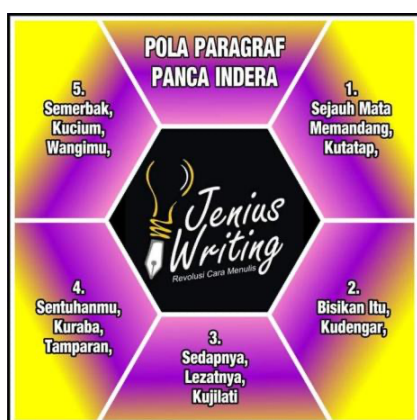 POLA PARAGRAF
PANCA INDERA
1.
Sejauh Mata
Memandang,
Kutatap,
2.
Bisikan Itu,
Kudengar,
3.
Sedapnya,
Lezatnya,
Kujilati
4.
Sentuhanmu,
Kuraba,
Tamparan,
5.
Semerbak,
Kucium,
Wangimu,
Jenius
Writing
Revolusi Cara Menulis